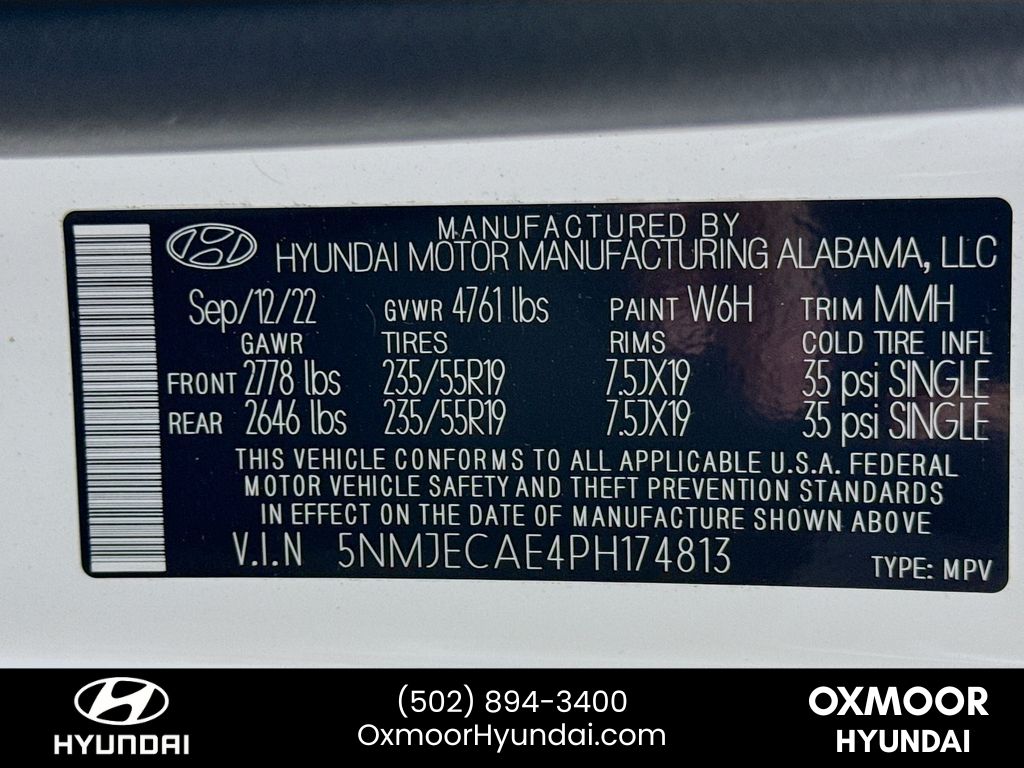 MANUFACTURED BY
HYUNDAI MOTOR MANUFACTURING ALABAMA, LLC
Sep/12/22 GVWR 4761 lbs PAINT W6H TRIM MMH
GAWR TIRES RIMS COLD TIRE INFL
FRONT 2778 lbs 235/55R19 7.5JX19 35 psi SINGLE
REAR 2646 lbs 235/55R19 7.5JX19 35 psi SINGLE
THIS VEHICLE CONFORMS TO ALL APPLICABLE U.S.A. FEDERAL
MOTOR VEHICLE SAFETY AND THEFT PREVENTION STANDARDS
IN EFFECT ON THE DATE OF MANUFACTURE SHOWN ABOVE
V.I.N 5NMJECAE4PH174813 TYPE: MPV
HYUNDAI
(502) 894-3400
OxmoorHyundai.com
OXMOOR
HYUNDAI